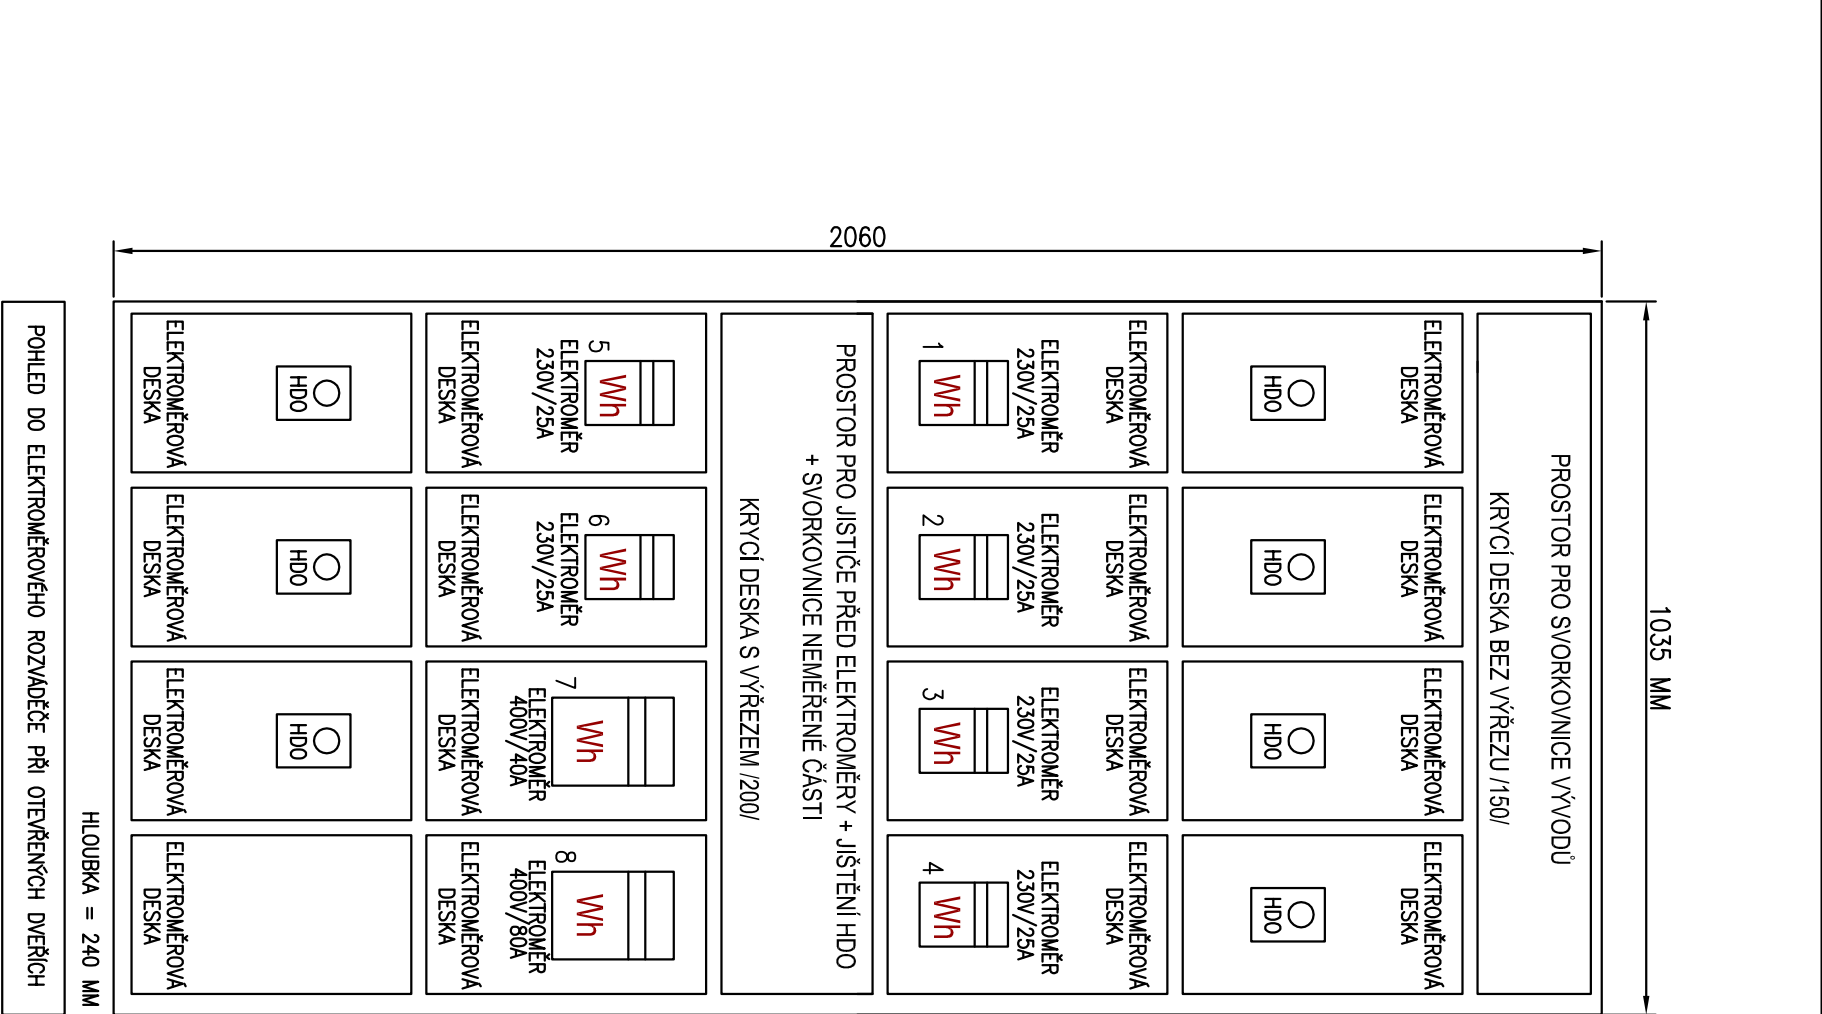 1035 MM
2060
PROSTOR PRO SVORKOVNICE VÝVODŮ
KRYCÍ DESKA BEZ VÝŘEZU /150/
ELEKTROMĚROVÁ
DESKA
HDO
ELEKTROMĚROVÁ
DESKA
HDO
ELEKTROMĚROVÁ
DESKA
HDO
ELEKTROMĚROVÁ
DESKA
HDO
ELEKTROMĚROVÁ
DESKA
ELEKTROMĚR
230V/25A
1
Wh
ELEKTROMĚROVÁ
DESKA
ELEKTROMĚR
230V/25A
2
Wh
ELEKTROMĚROVÁ
DESKA
ELEKTROMĚR
230V/25A
3
Wh
ELEKTROMĚROVÁ
DESKA
ELEKTROMĚR
230V/25A
4
Wh
PROSTOR PRO JISTIČE PŘED ELEKTROMĚRY + JIŠTĚNÍ HDO
+ SVORKOVNICE NEMĚŘENÉ ČÁSTI
KRYCÍ DESKA S VÝŘEZEM /200/
5
Wh
ELEKTROMĚR
230V/25A
ELEKTROMĚROVÁ
DESKA
6
Wh
ELEKTROMĚR
230V/25A
ELEKTROMĚROVÁ
DESKA
7
Wh
ELEKTROMĚR
400V/40A
ELEKTROMĚROVÁ
DESKA
8
Wh
ELEKTROMĚR
400V/80A
ELEKTROMĚROVÁ
DESKA
HDO
ELEKTROMĚROVÁ
DESKA
HDO
ELEKTROMĚROVÁ
DESKA
HDO
ELEKTROMĚROVÁ
DESKA
ELEKTROMĚROVÁ
DESKA
HLOUBKA = 240 MM
POHLED DO ELEKTROMĚROVÉHO ROZVÁDĚČE PŘI OTEVŘENÝCH DVEŘÍCH